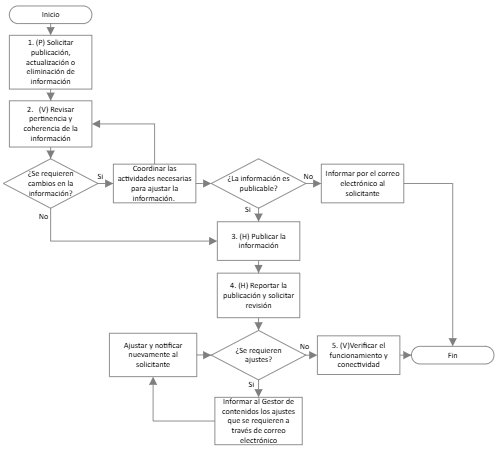 Inicio
1. (P) Solicitar
publicación,
actualización o
eliminación de
información
2. (V) Revisar
pertinencia y
coherencia de la
información
¿Se requieren
cambios en la
información?
Si
No
Coordinar las
actividades necesarias
para ajustar la
información.
¿La información es
publicable?
No
Si
Informar por el correo
electrónico al
solicitante
3. (H) Publicar la
información
4. (H) Reportar la
publicación y solicitar
revisión
Ajustar y notificar
nuevamente al
solicitante
¿Se requieren
ajustes?
No
Si
5. (V)Verificar el
funcionamiento y
conectividad
Fin
Informar al Gestor de
contenidos los ajustes
que se requieren a
través de correo
electrónico